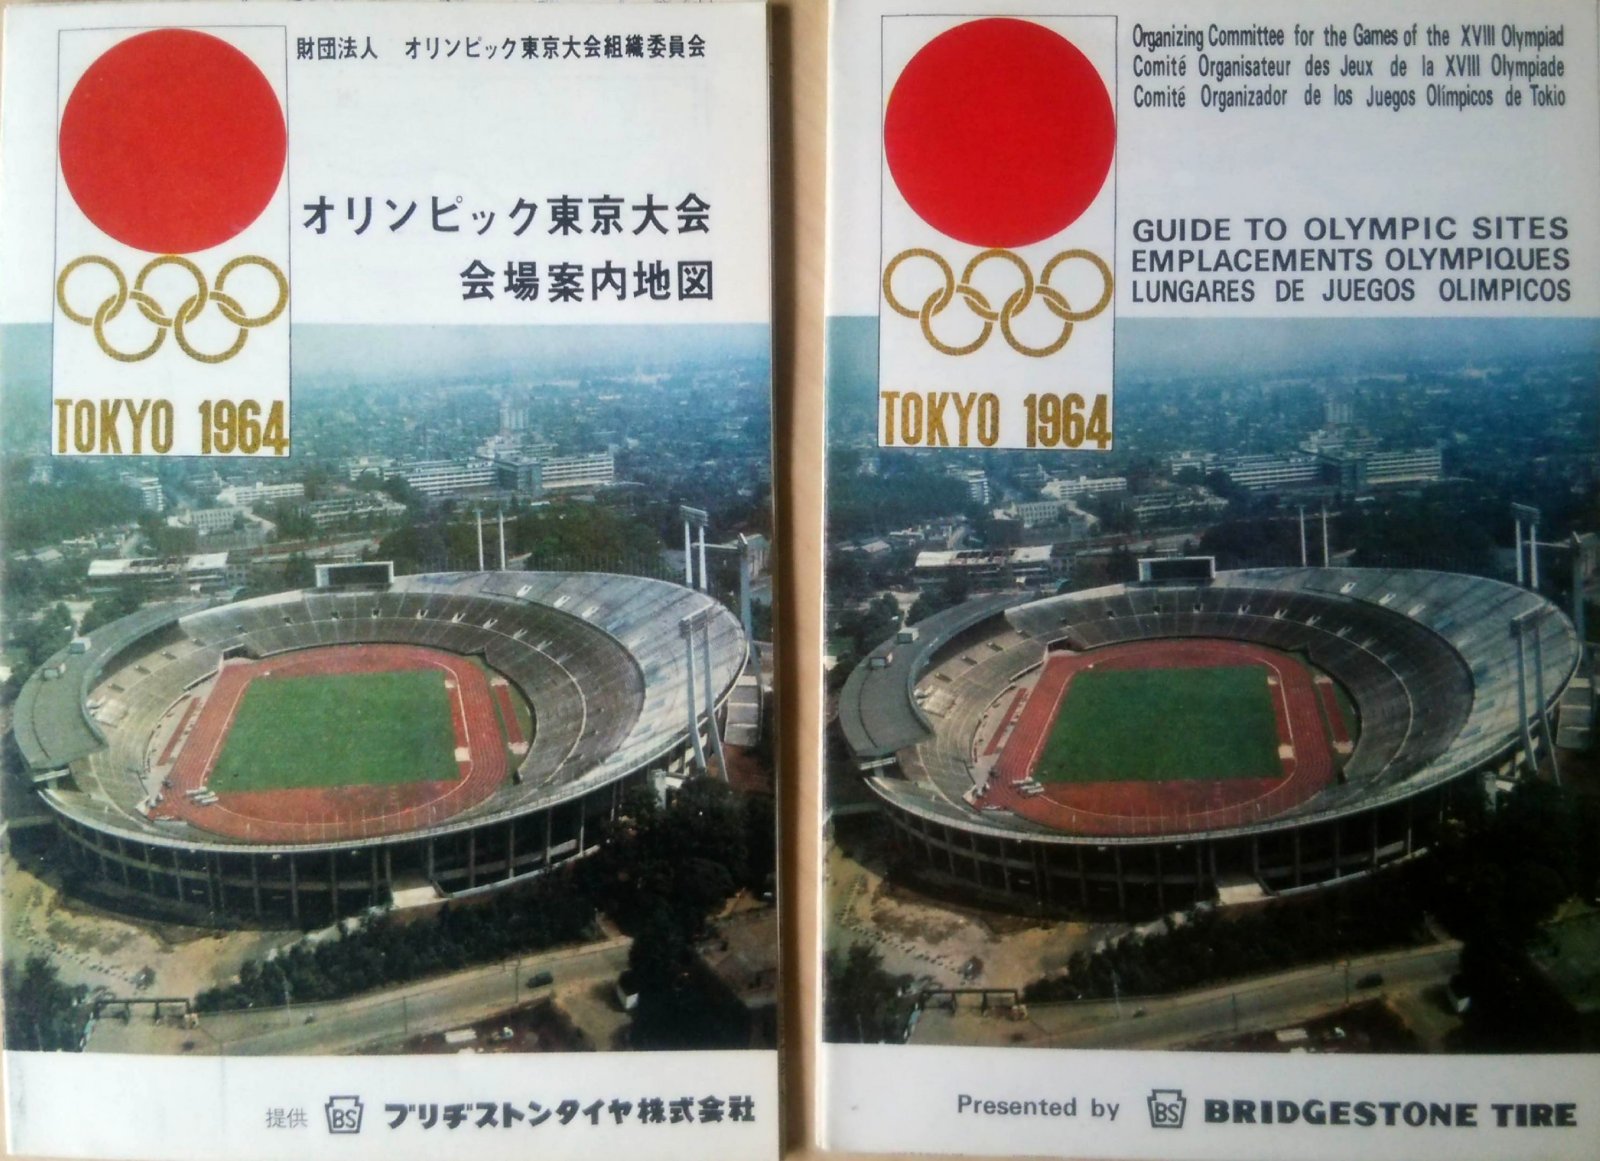 財団法人 オリンピック東京大会組織委員会
オリンピック東京大会
会場案内地図
TOKYO 1964
提供 BS ブリヂストンタイヤ株式会社
Organizing Committee for the Games of the XVIII Olympiad
Comité Organisateur des Jeux de la XVIII Olympiade
Comité Organizador de los Juegos Olímpicos de Tokio
GUIDE TO OLYMPIC SITES
EMPLACEMENTS OLYMPIQUES
LUNGARES DE JUEGOS OLIMPICOS
TOKYO 1964
Presented by BS BRIDGESTONE TIRE